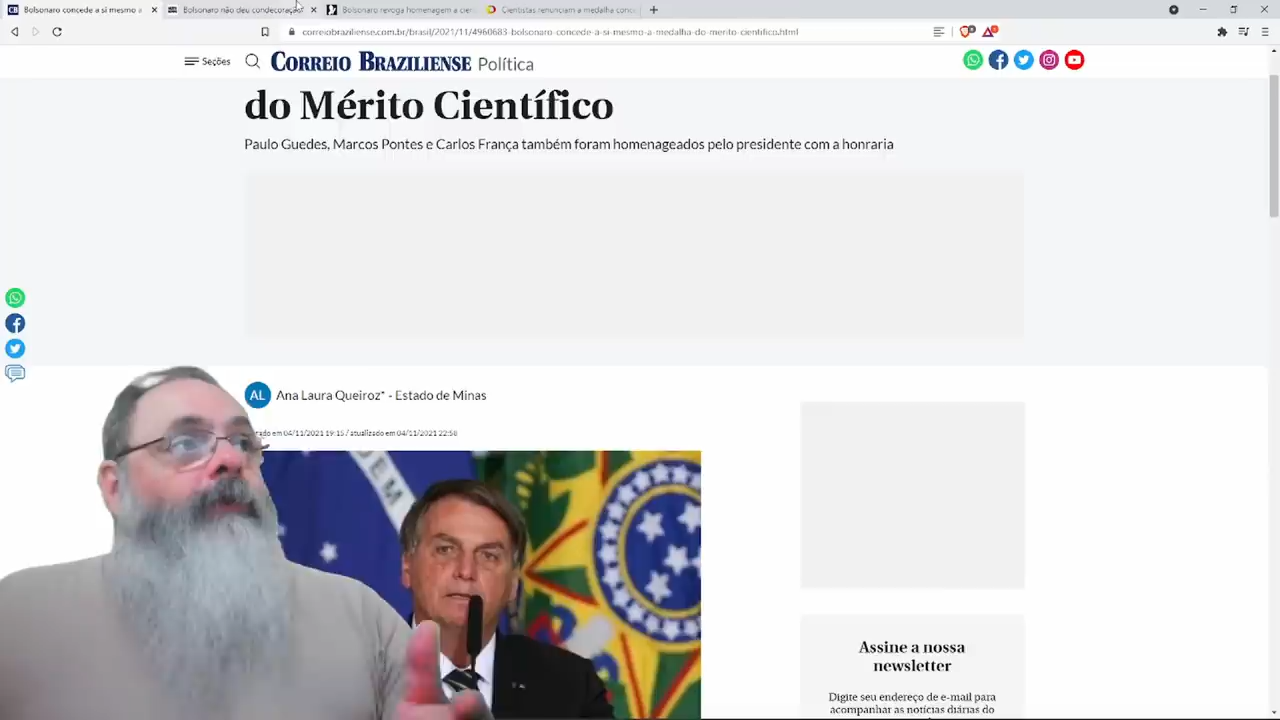 Bolsonaro concede a si mesmo a
Bolsonaro não deu condecoração
Bolsonaro revoga homenagem a cien
Cientistas renunciam a medalha conc
correiobraziliense.com.br/brasil/2021/11/4960683-bolsonaro-concede-a-si-mesmo-a-medalha-do-merito-cientifico.html
Seções
CORREIO BRAZILIENSE Política
do Mérito Científico
Paulo Guedes, Marcos Pontes e Carlos França também foram homenageados pelo presidente com a honraria
AL Ana Laura Queiroz* - Estado de Minas
em 04/11/2021 19:15 / atualizado em 04/11/2021 22:58
EM
Assine a nossa
newsletter
Digite seu endereço de e-mail para
acompanhar as notícias diárias do